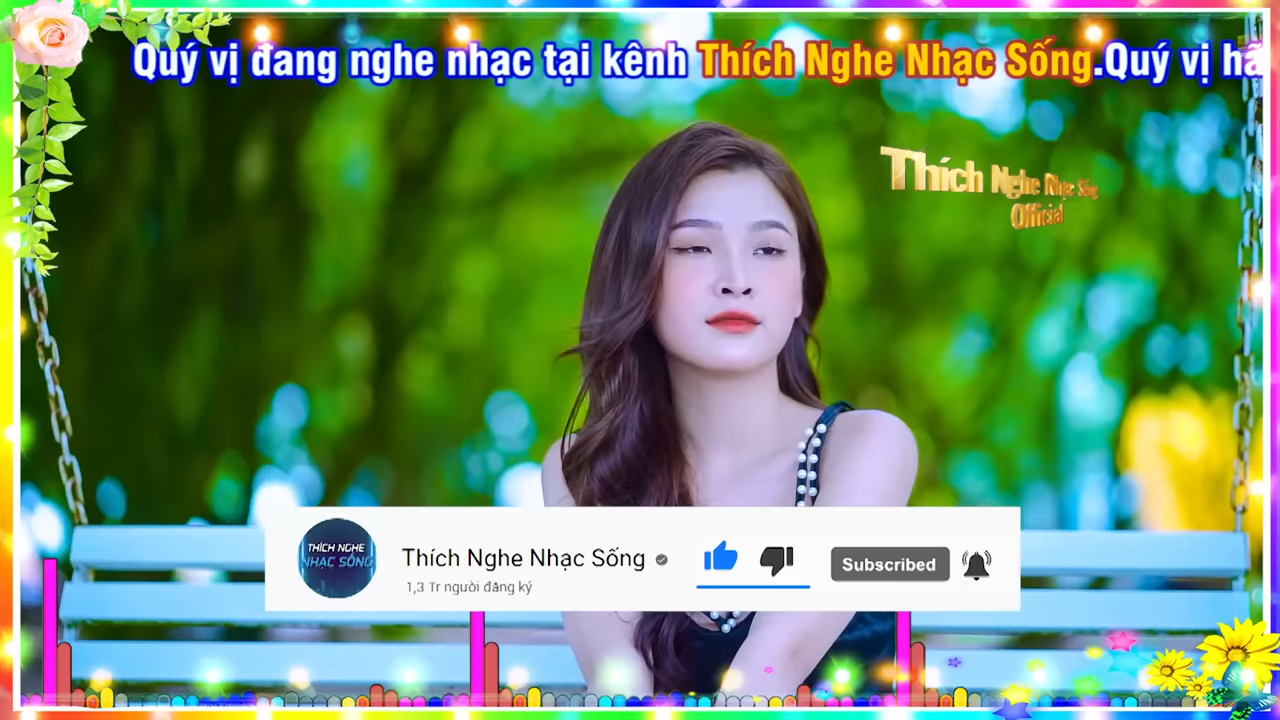 Quý vị đang nghe nhạc tại kênh Thích Nghe Nhạc Sống.Quý vị hã
Thích Nghe Nhạc Sống
Official
THÍCH NGHE
NHẠC SỐNG
Thích Nghe Nhạc Sống
1,3 Tr người đăng ký
Subscribed